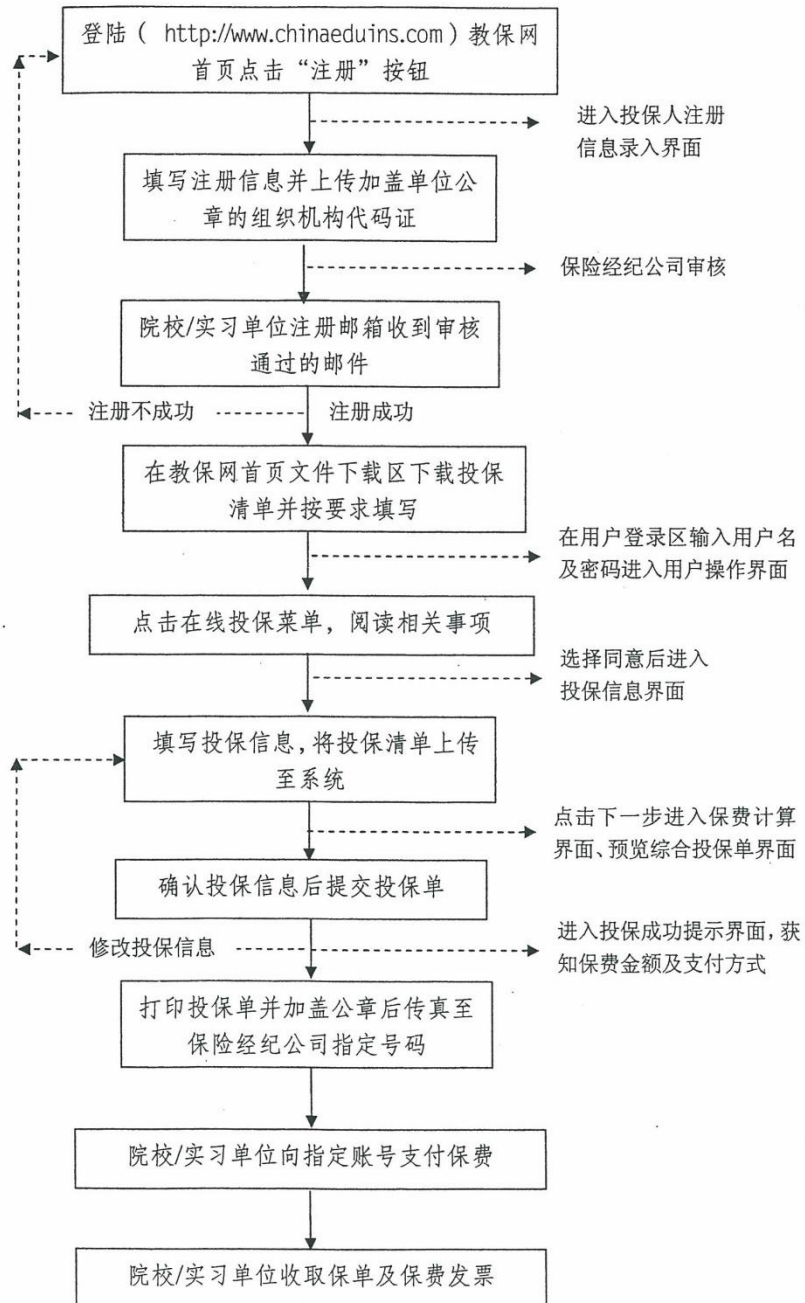 登陆（ http://www.chinaeduins.com）教保网
首页点击“注册”按钮
进入投保人注册
信息录入界面
填写注册信息并上传加盖单位公
章的组织机构代码证
保险经纪公司审核
院校/实习单位注册邮箱收到审核
通过的邮件
注册不成功
注册成功
在教保网首页文件下载区下载投保
清单并按要求填写
在用户登录区输入用户名
及密码进入用户操作界面
点击在线投保菜单，阅读相关事项
选择同意后进入
投保信息界面
填写投保信息，将投保清单上传
至系统
点击下一步进入保费计算
界面、预览综合投保单界面
确认投保信息后提交投保单
修改投保信息
进入投保成功提示界面，获
知保费金额及支付方式
打印投保单并加盖公章后传真至
保险经纪公司指定号码
院校/实习单位向指定账号支付保费
院校/实习单位收取保单及保费发票